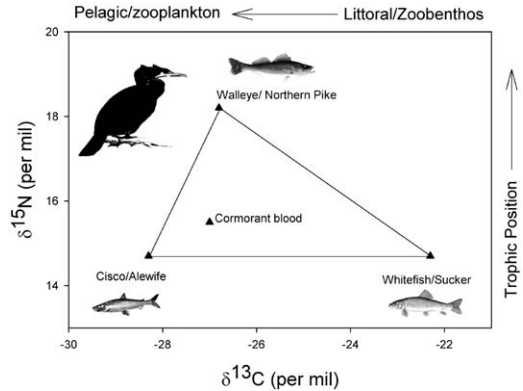 Pelagic/zooplankton ← Littoral/Zoobenthos
20
18
16
14
δ15N (per mil)
Walleye/ Northern Pike
Cormorant blood
Cisco/Alewife
Whitefish/Sucker
Trophic Position
-30 -28 -26 -24 -22
δ13C (per mil)